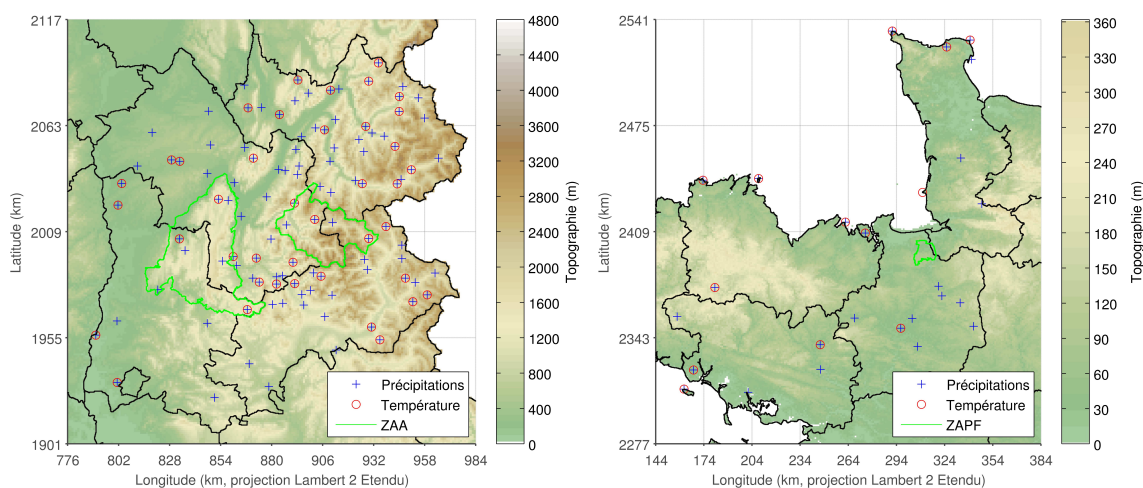 2117
2063
2009
1955
1901
Latitude (km)
776 802 828 854 880 906 932 958 984
Longitude (km, projection Lambert 2 Etendu)
Précipitations
Température
ZAA
4800
4400
4000
3600
3200
2800
2400
2000
1600
1200
800
400
0
Topographie (m)
2541
2475
2409
2343
2277
Latitude (km)
144 174 204 234 264 294 324 354 384
Longitude (km, projection Lambert 2 Etendu)
Précipitations
Température
ZAPF
360
330
300
270
240
210
180
150
120
90
60
30
0
Topographie (m)